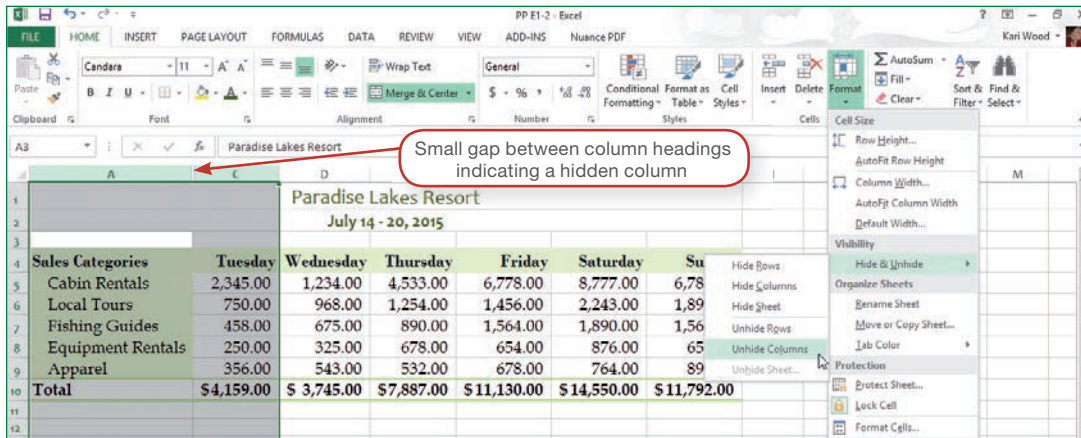 PP E1-2 - Excel
? 
FILE HOME INSERT PAGE LAYOUT FORMULAS DATA REVIEW VIEW ADD-INS Nuance PDF Kari Wood
Paste
Candara 11 A A
B I U
Wrap Text
Merge & Center
General
$ - % ,
Conditional Formatting
Format as Table
Cell Styles
Insert Delete Format
AutoSum
Fill
Clear
Sort & Filter
Find & Select
Clipboard Font Alignment Number Styles Cells
A3 fx Paradise Lakes Resort
Small gap between column headings
indicating a hidden column
A C D I M
1 Paradise Lakes Resort
2 July 14 - 20, 2015
3
4 Sales Categories Tuesday Wednesday Thursday Friday Saturday Su
5 Cabin Rentals 2,345.00 1,234.00 4,533.00 6,778.00 8,777.00 6,78
6 Local Tours 750.00 968.00 1,254.00 1,456.00 2,243.00 1,89
7 Fishing Guides 458.00 675.00 890.00 1,564.00 1,890.00 1,56
8 Equipment Rentals 250.00 325.00 678.00 654.00 876.00 65
9 Apparel 356.00 543.00 532.00 678.00 764.00 89
10 Total $4,159.00 $ 3,745.00 $7,887.00 $11,130.00 $14,550.00 $11,792.00
11
12
Cell Size
Row Height...
AutoFit Row Height
Column Width...
AutoFit Column Width
Default Width...
Visibility
Hide & Unhide
Organize Sheets
Rename Sheet
Move or Copy Sheet...
Tab Color
Protection
Protect Sheet...
Lock Cell
Format Cells...
Hide Rows
Hide Columns
Hide Sheet
Unhide Rows
Unhide Columns
Unhide Sheet...